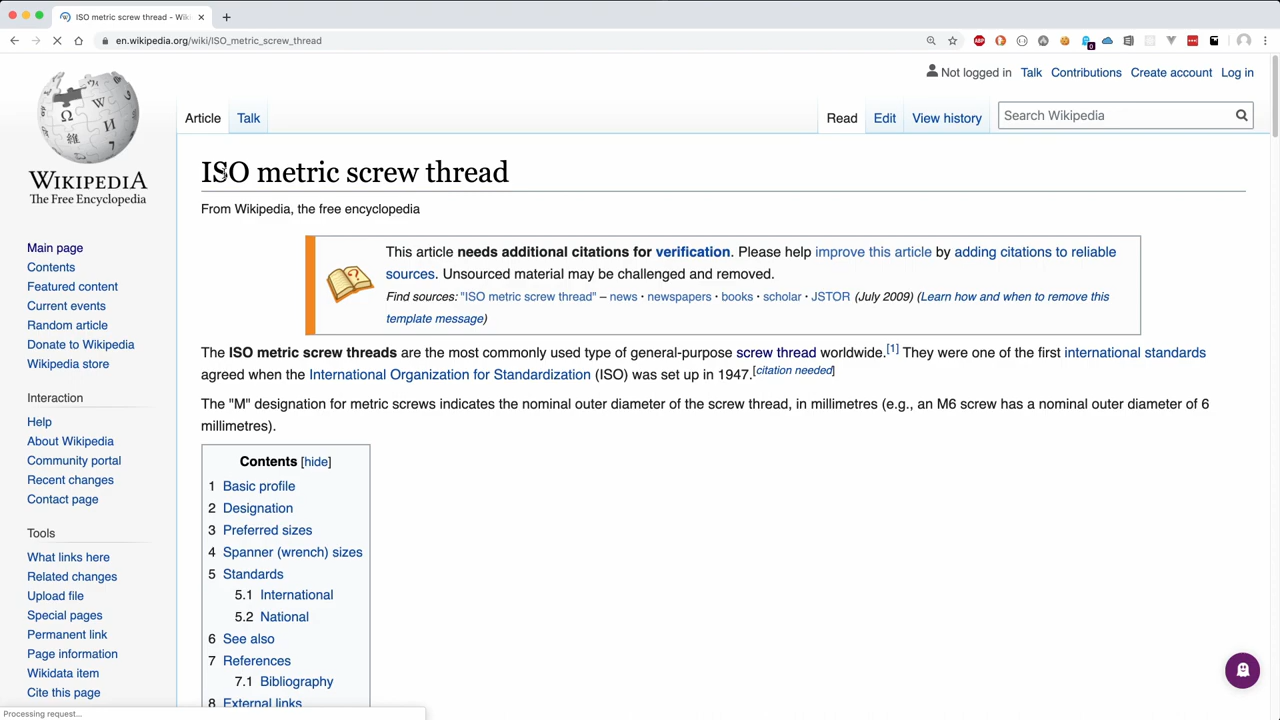 ISO metric screw thread - Wiki
en.wikipedia.org/wiki/ISO_metric_screw_thread
Not logged in Talk Contributions Create account Log in
Article Talk Read Edit View history Search Wikipedia
WIKIPEDIA
The Free Encyclopedia
ISO metric screw thread
From Wikipedia, the free encyclopedia
This article needs additional citations for verification. Please help improve this article by adding citations to reliable
sources. Unsourced material may be challenged and removed.
Find sources: "ISO metric screw thread" – news · newspapers · books · scholar · JSTOR (July 2009) (Learn how and when to remove this
template message)
The ISO metric screw threads are the most commonly used type of general-purpose screw thread worldwide.[1] They were one of the first international standards
agreed when the International Organization for Standardization (ISO) was set up in 1947.[citation needed]
The "M" designation for metric screws indicates the nominal outer diameter of the screw thread, in millimetres (e.g., an M6 screw has a nominal outer diameter of 6
millimetres).
Contents [hide]
1 Basic profile
2 Designation
3 Preferred sizes
4 Spanner (wrench) sizes
5 Standards
5.1 International
5.2 National
6 See also
7 References
7.1 Bibliography
8 External links
Main page
Contents
Featured content
Current events
Random article
Donate to Wikipedia
Wikipedia store
Interaction
Help
About Wikipedia
Community portal
Recent changes
Contact page
Tools
What links here
Related changes
Upload file
Special pages
Permanent link
Page information
Wikidata item
Cite this page
Processing request...